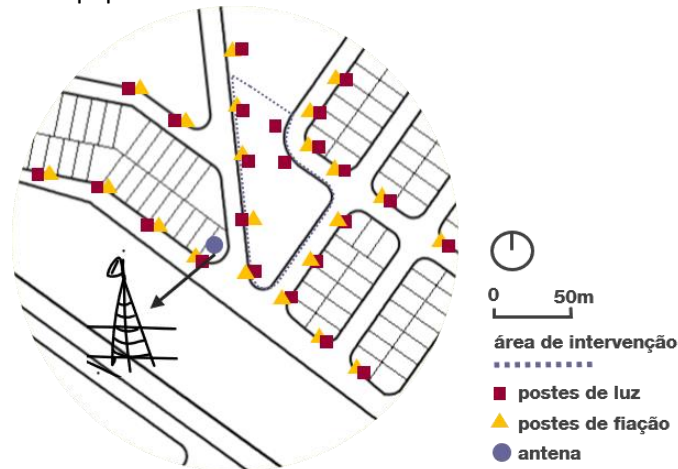 0 50m
área de intervenção
postes de luz
postes de fiação
antena